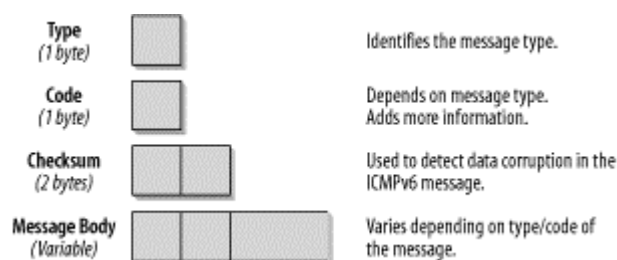 Type
(1 byte)
Identifies the message type.
Code
(1 byte)
Depends on message type.
Adds more information.
Checksum
(2 bytes)
Used to detect data corruption in the
ICMPv6 message.
Message Body
(Variable)
Varies depending on type/code of
the message.